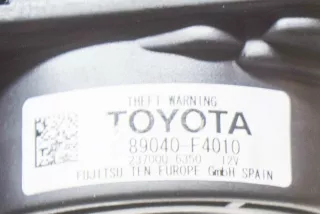 THEFT WARNING
TOYOTA
89040-F4010
237000-6350 12V
FUJITSU TEN EUROPE GmbH SPAIN